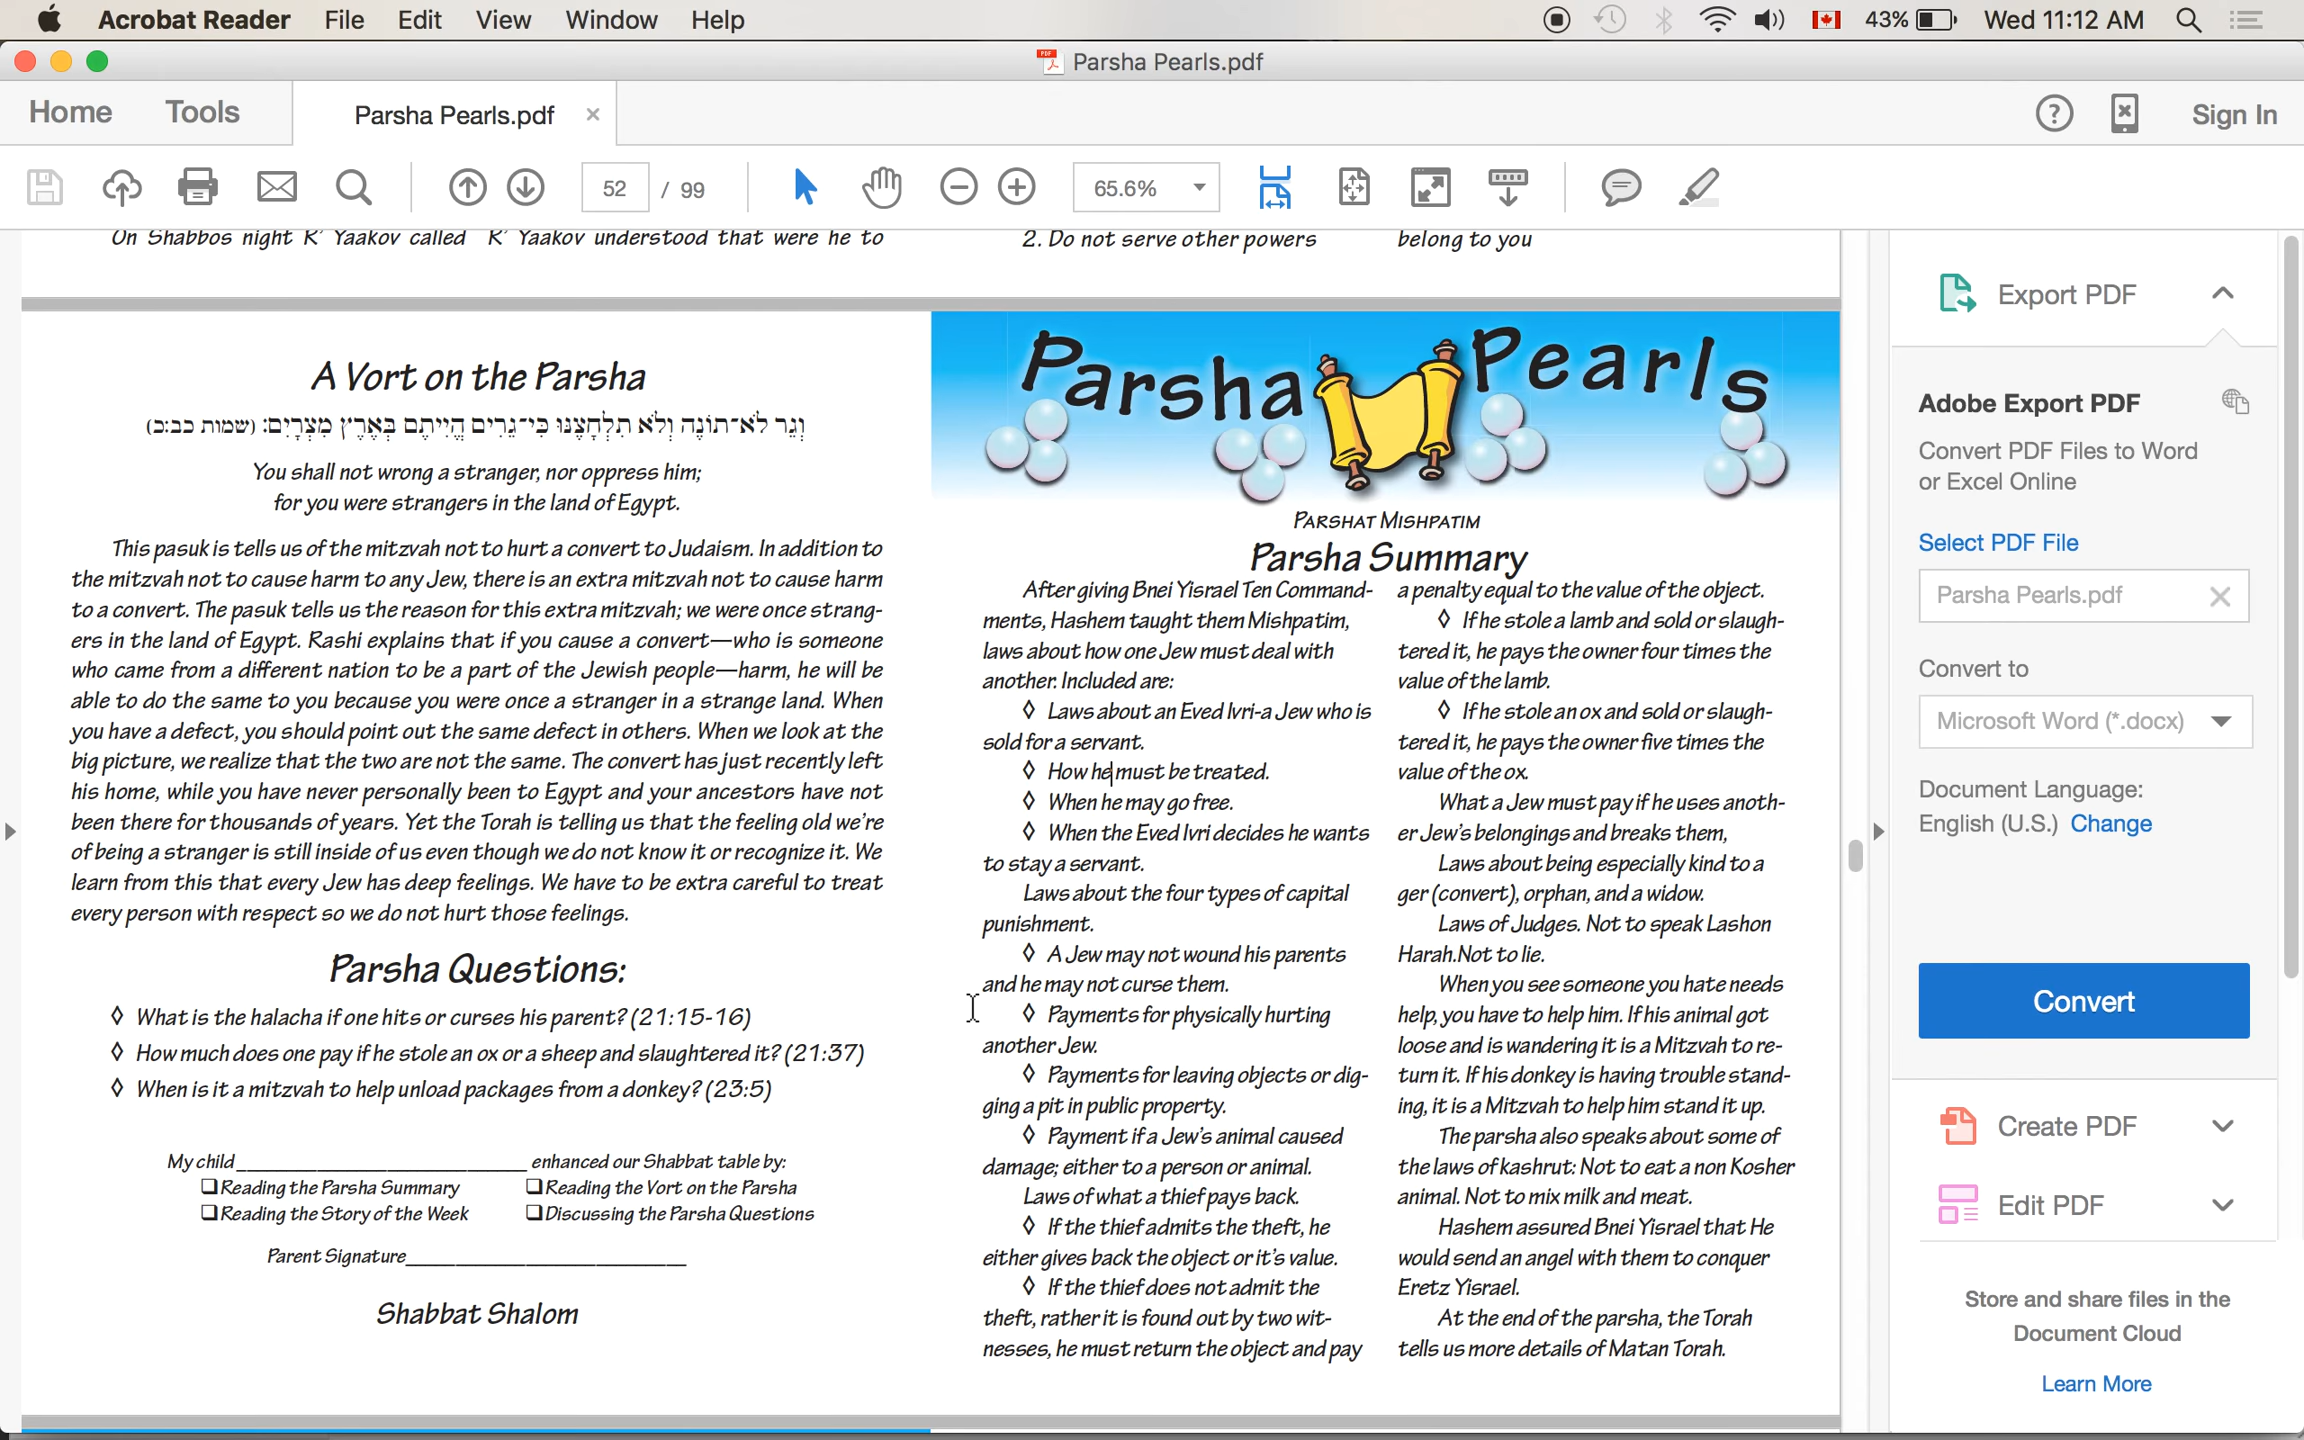 Acrobat Reader File Edit View Window Help 43% Wed 11:12 AM
Parsha Pearls.pdf
Home Tools Parsha Pearls.pdf × Sign In
52 / 99 65.6%
On Shabbos night R' Yaakov called R' Yaakov understood that were he to
2. Do not serve other powers belong to you
A Vort on the Parsha
וְגֵר לֹא־תוֹנֶה וְלֹא תִלְחָצֶנּוּ כִּי־גֵרִים הֱיִיתֶם בְּאֶרֶץ מִצְרָיִם: (שמות כב:כ)
You shall not wrong a stranger, nor oppress him;
for you were strangers in the land of Egypt.
This pasuk is tells us of the mitzvah not to hurt a convert to Judaism. In addition to
the mitzvah not to cause harm to any Jew, there is an extra mitzvah not to cause harm
to a convert. The pasuk tells us the reason for this extra mitzvah; we were once strang-
ers in the land of Egypt. Rashi explains that if you cause a convert—who is someone
who came from a different nation to be a part of the Jewish people—harm, he will be
able to do the same to you because you were once a stranger in a strange land. When
you have a defect, you should point out the same defect in others. When we look at the
big picture, we realize that the two are not the same. The convert has just recently left
his home, while you have never personally been to Egypt and your ancestors have not
been there for thousands of years. Yet the Torah is telling us that the feeling old we're
of being a stranger is still inside of us even though we do not know it or recognize it. We
learn from this that every Jew has deep feelings. We have to be extra careful to treat
every person with respect so we do not hurt those feelings.
Parsha Questions:
◊ What is the halacha if one hits or curses his parent? (21:15-16)
◊ How much does one pay if he stole an ox or a sheep and slaughtered it? (21:37)
◊ When is it a mitzvah to help unload packages from a donkey? (23:5)
My child____________________ enhanced our Shabbat table by:
❑Reading the Parsha Summary ❑Reading the Vort on the Parsha
❑Reading the Story of the Week ❑Discussing the Parsha Questions
Parent Signature____________________
Shabbat Shalom
Parsha Pearls
PARSHAT MISHPATIM
Parsha Summary
After giving Bnei Yisrael Ten Command-
ments, Hashem taught them Mishpatim,
laws about how one Jew must deal with
another. Included are:
◊ Laws about an Eved Ivri-a Jew who is
sold for a servant.
◊ How he must be treated.
◊ When he may go free.
◊ When the Eved Ivri decides he wants
to stay a servant.
Laws about the four types of capital
punishment.
◊ A Jew may not wound his parents
and he may not curse them.
◊ Payments for physically hurting
another Jew.
◊ Payments for leaving objects or dig-
ging a pit in public property.
◊ Payment if a Jew's animal caused
damage; either to a person or animal.
Laws of what a thief pays back.
◊ If the thief admits the theft, he
either gives back the object or it's value.
◊ If the thief does not admit the
theft, rather it is found out by two wit-
nesses, he must return the object and pay
a penalty equal to the value of the object.
◊ If he stole a lamb and sold or slaugh-
tered it, he pays the owner four times the
value of the lamb.
◊ If he stole an ox and sold or slaugh-
tered it, he pays the owner five times the
value of the ox.
What a Jew must pay if he uses anoth-
er Jew's belongings and breaks them,
Laws about being especially kind to a
ger (convert), orphan, and a widow.
Laws of Judges. Not to speak Lashon
Harah.Not to lie.
When you see someone you hate needs
help, you have to help him. If his animal got
loose and is wandering it is a Mitzvah to re-
turn it. If his donkey is having trouble stand-
ing, it is a Mitzvah to help him stand it up.
The parsha also speaks about some of
the laws of kashrut: Not to eat a non Kosher
animal. Not to mix milk and meat.
Hashem assured Bnei Yisrael that He
would send an angel with them to conquer
Eretz Yisrael.
At the end of the parsha, the Torah
tells us more details of Matan Torah.
Export PDF
Adobe Export PDF
Convert PDF Files to Word
or Excel Online
Select PDF File
Parsha Pearls.pdf
Convert to
Microsoft Word (*.docx)
Document Language:
English (U.S.) Change
Convert
Create PDF
Edit PDF
Store and share files in the
Document Cloud
Learn More